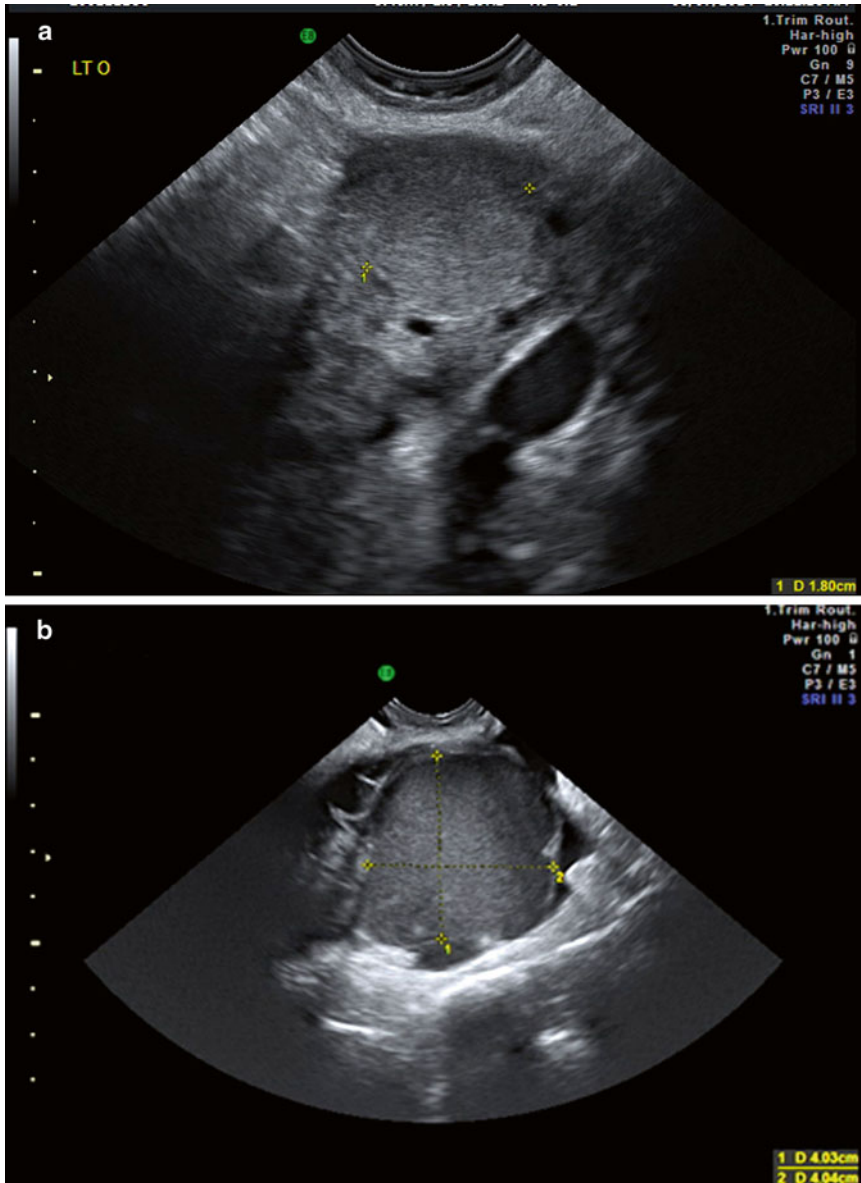 a
LT O
1.Trim Rout.
Har-high
Pwr 100
Gn 9
C7 / M5
P3 / E3
SRI II 3
1
1 D 1.80cm
b
1.Trim Rout.
Har-high
Pwr 100
Gn 1
C7 / M5
P3 / E3
SRI II 3
2
1
1 D 4.03cm
2 D 4.04cm